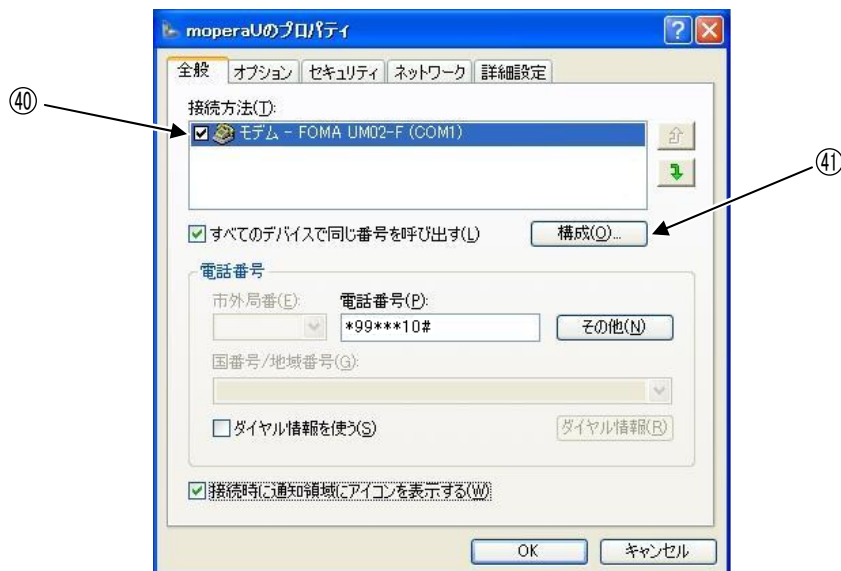 moperaUのプロパティ
全般 オプション セキュリティ ネットワーク 詳細設定
㊵
接続方法(T):
モデム - FOMA UM02-F (COM1)
㊶
すべてのデバイスで同じ番号を呼び出す(L) 構成(O)...
電話番号
市外局番(E): 電話番号(P):
*99***10# その他(N)
国番号/地域番号(G):
ダイヤル情報を使う(S) ダイヤル情報(R)
接続時に通知領域にアイコンを表示する(W)
OK キャンセル